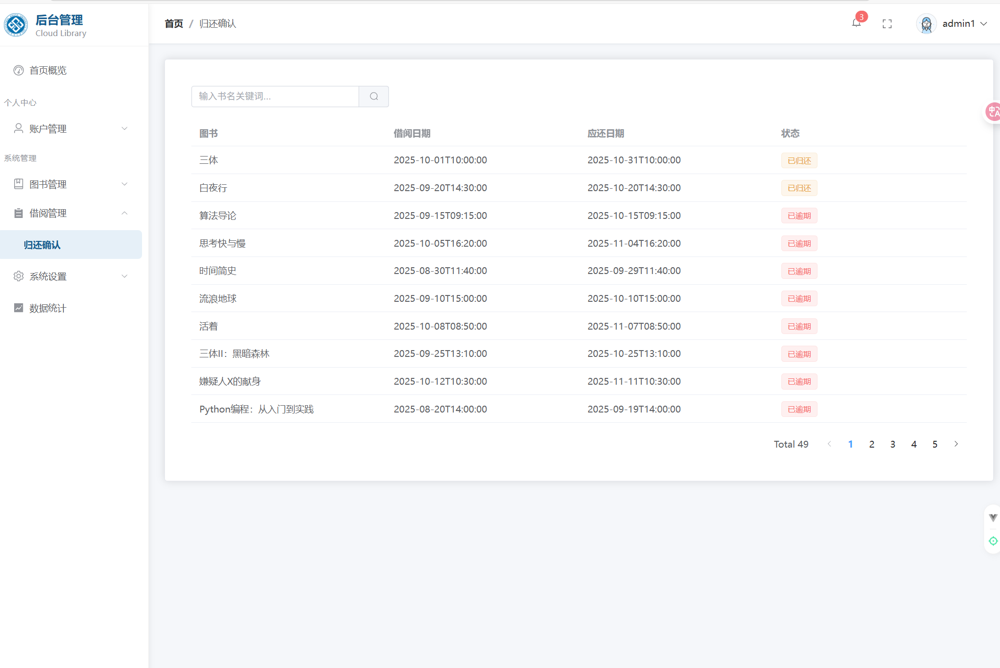 后台管理
Cloud Library
首页 / 归还确认
3
admin1
首页概览
个人中心
账户管理
系统管理
图书管理
借阅管理
归还确认
系统设置
数据统计
输入书名关键词...
图书 借阅日期 应还日期 状态
三体 2025-10-01T10:00:00 2025-10-31T10:00:00 已归还
白夜行 2025-09-20T14:30:00 2025-10-20T14:30:00 已归还
算法导论 2025-09-15T09:15:00 2025-10-15T09:15:00 已逾期
思考快与慢 2025-10-05T16:20:00 2025-11-04T16:20:00 已逾期
时间简史 2025-08-30T11:40:00 2025-09-29T11:40:00 已逾期
流浪地球 2025-09-10T15:00:00 2025-10-10T15:00:00 已逾期
活着 2025-10-08T08:50:00 2025-11-07T08:50:00 已逾期
三体II：黑暗森林 2025-09-25T13:10:00 2025-10-25T13:10:00 已逾期
嫌疑人X的献身 2025-10-12T10:30:00 2025-11-11T10:30:00 已逾期
Python编程：从入门到实践 2025-08-20T14:00:00 2025-09-19T14:00:00 已逾期
Total 49 1 2 3 4 5
中A